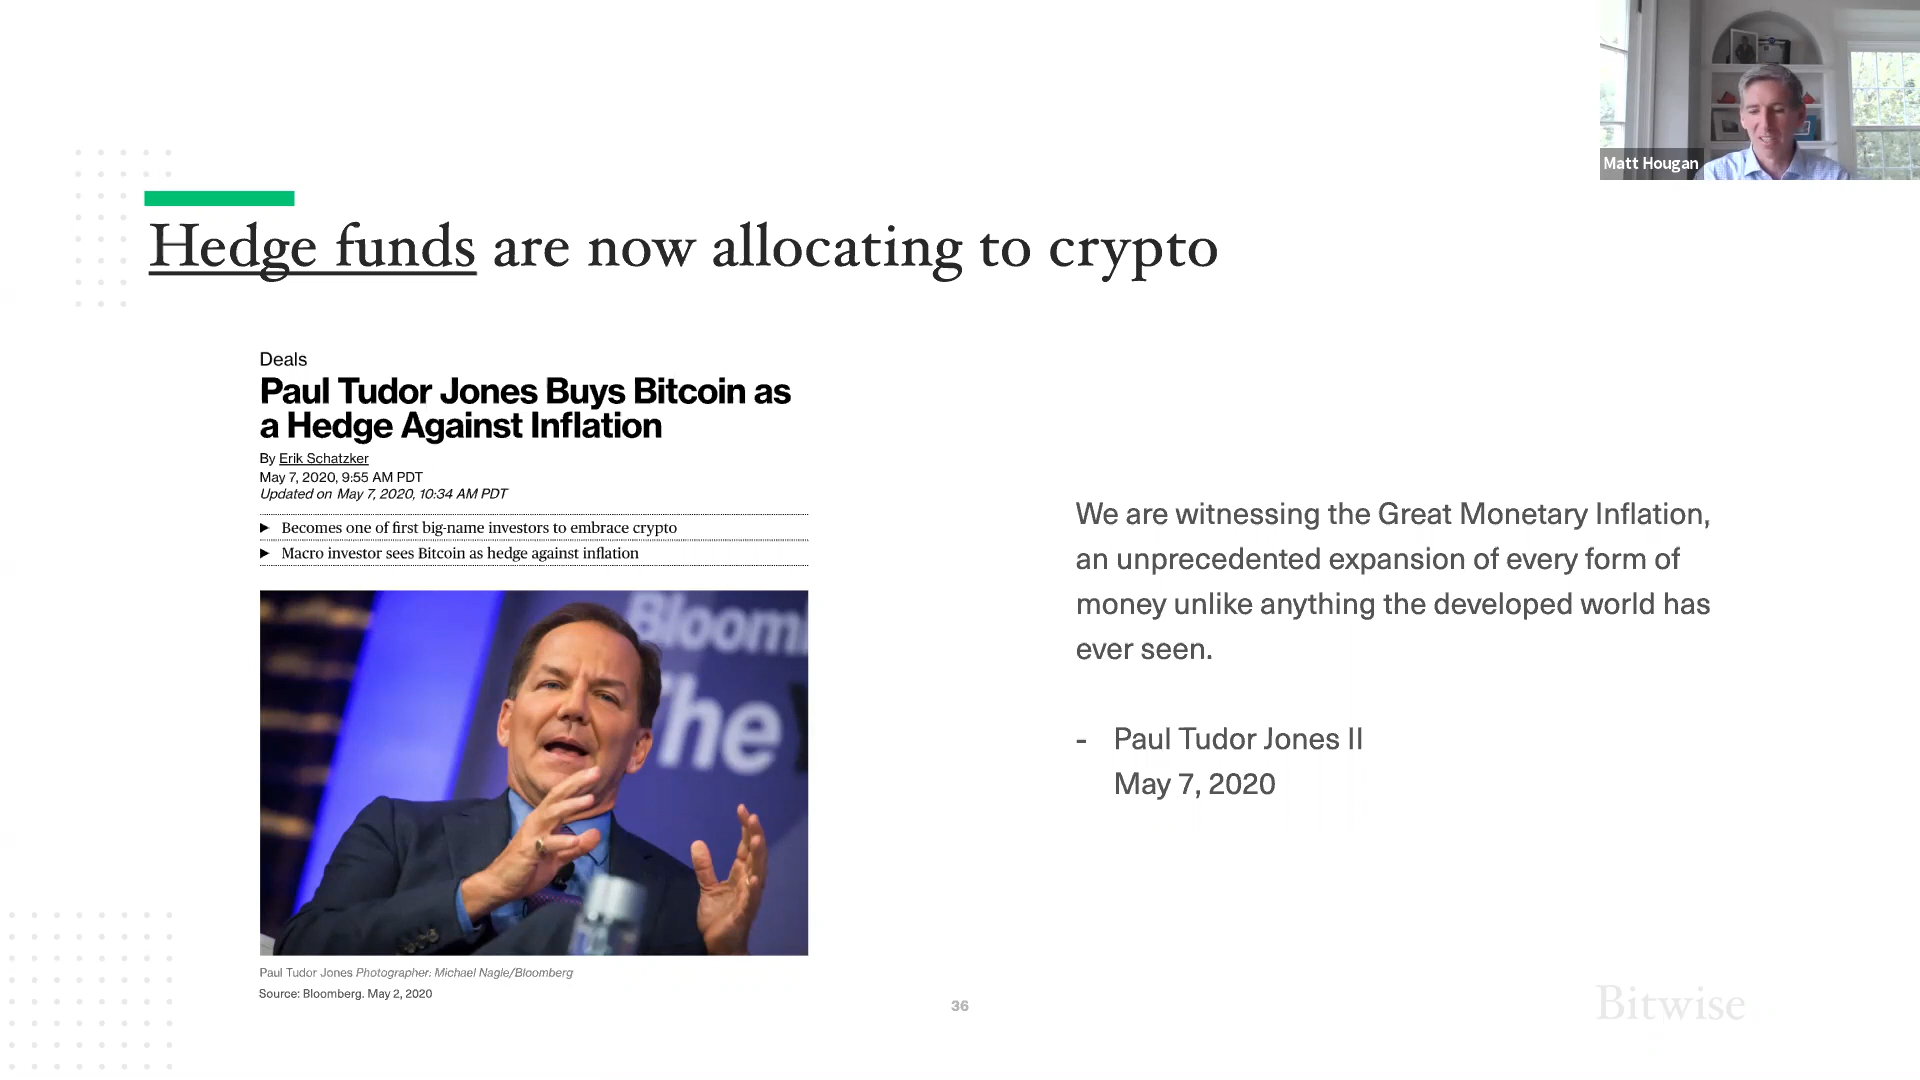 Matt Hougan
Hedge funds are now allocating to crypto
Deals
Paul Tudor Jones Buys Bitcoin as
a Hedge Against Inflation
By Erik Schatzker
May 7, 2020, 9:55 AM PDT
Updated on May 7, 2020, 10:34 AM PDT
► Becomes one of first big-name investors to embrace crypto
► Macro investor sees Bitcoin as hedge against inflation
Bloom
he
Paul Tudor Jones Photographer: Michael Nagle/Bloomberg
Source: Bloomberg. May 2, 2020
We are witnessing the Great Monetary Inflation,
an unprecedented expansion of every form of
money unlike anything the developed world has
ever seen.
- Paul Tudor Jones II
May 7, 2020
36
Bitwise